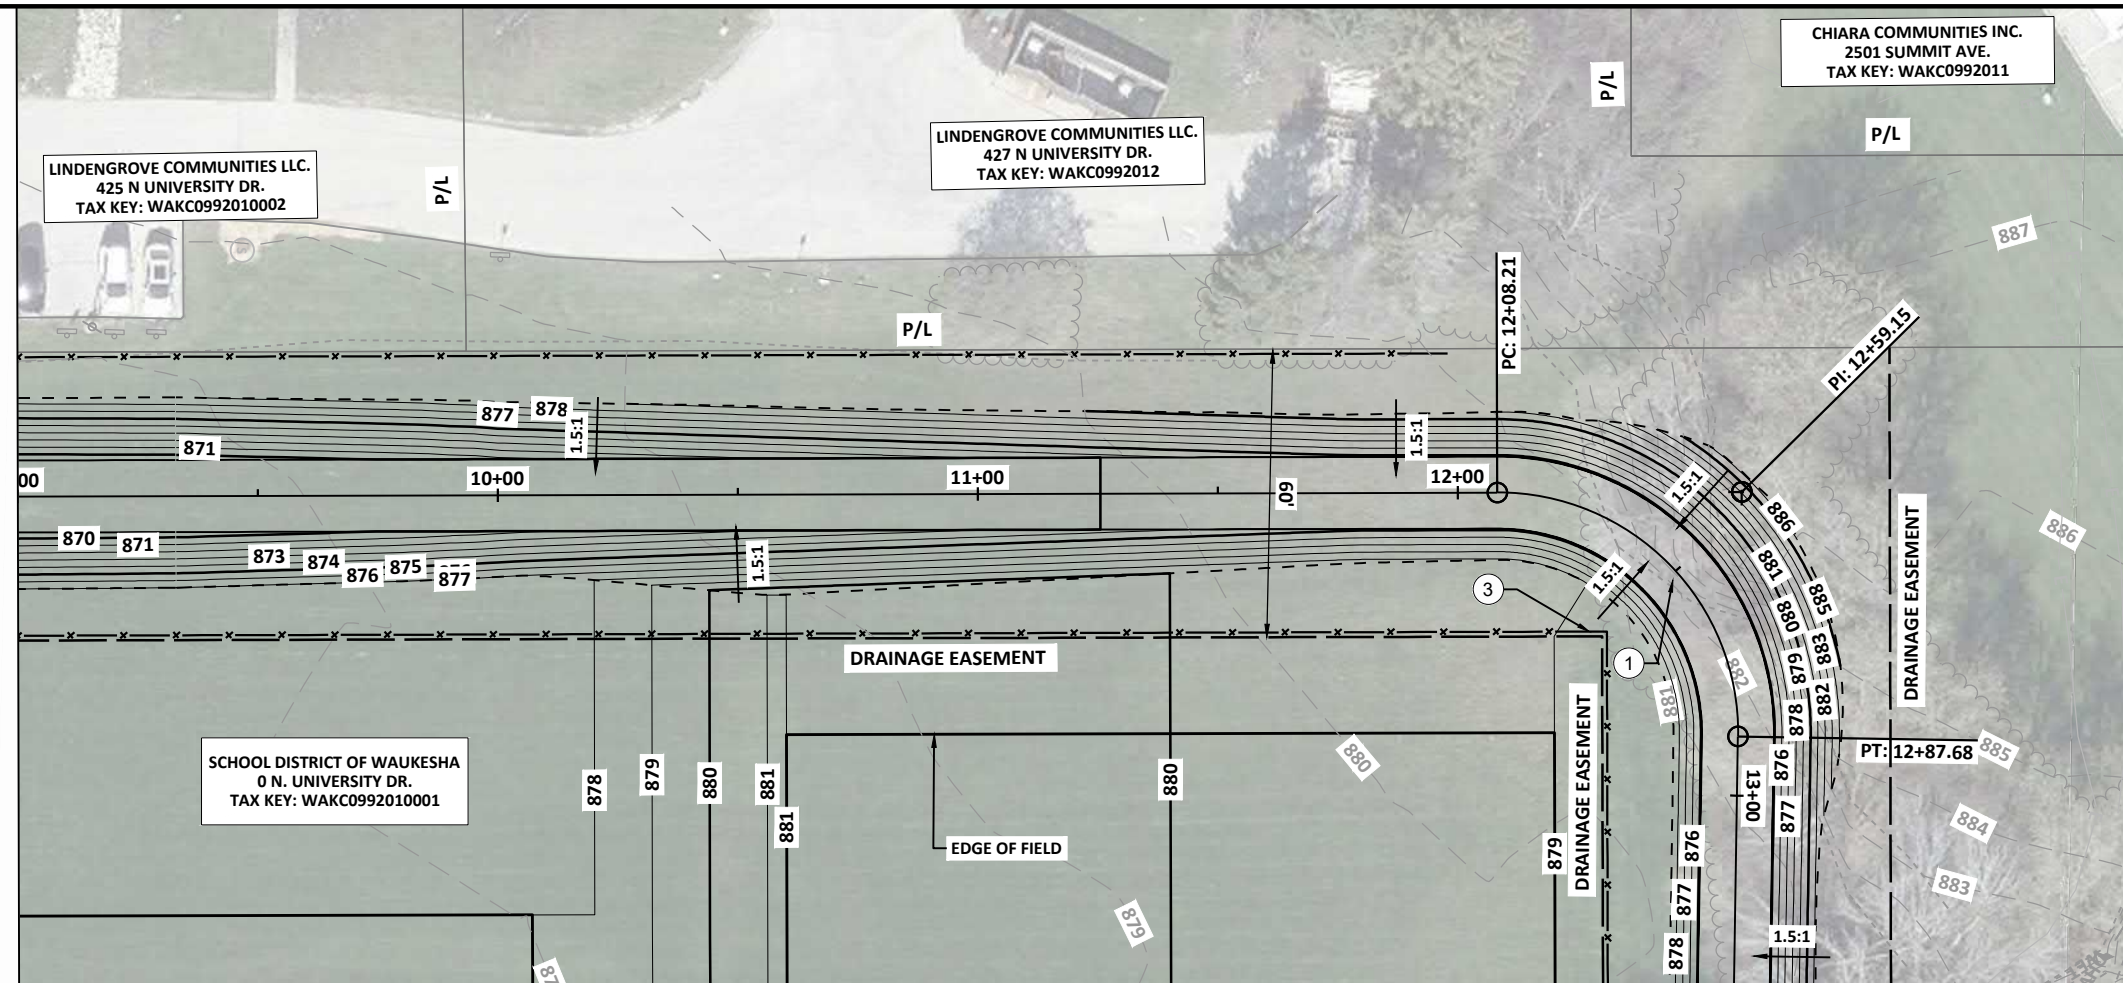 CHIARA COMMUNITIES INC.
2501 SUMMIT AVE.
TAX KEY: WAKC0992011
P/L
P/L
LINDENGROVE COMMUNITIES LLC.
427 N UNIVERSITY DR.
TAX KEY: WAKC0992012
LINDENGROVE COMMUNITIES LLC.
425 N UNIVERSITY DR.
TAX KEY: WAKC0992010002
P/L
887
P/L
PC: 12+08.21
PI: 12+59.15
877
878
1.5:1
1.5:1
871
00
10+00
11+00
12+00
60'
1.5:1
886
886
DRAINAGE EASEMENT
870
871
873
874
876
875
877
1.5:1
1.5:1
881
880
885
883
879
882
878
3
1
882
881
DRAINAGE EASEMENT
DRAINAGE EASEMENT
SCHOOL DISTRICT OF WAUKESHA
0 N. UNIVERSITY DR.
TAX KEY: WAKC0992010001
878
879
880
881
881
880
880
879
EDGE OF FIELD
PT: 12+87.68
885
13+00
876
877
876
877
878
884
883
879
1.5:1